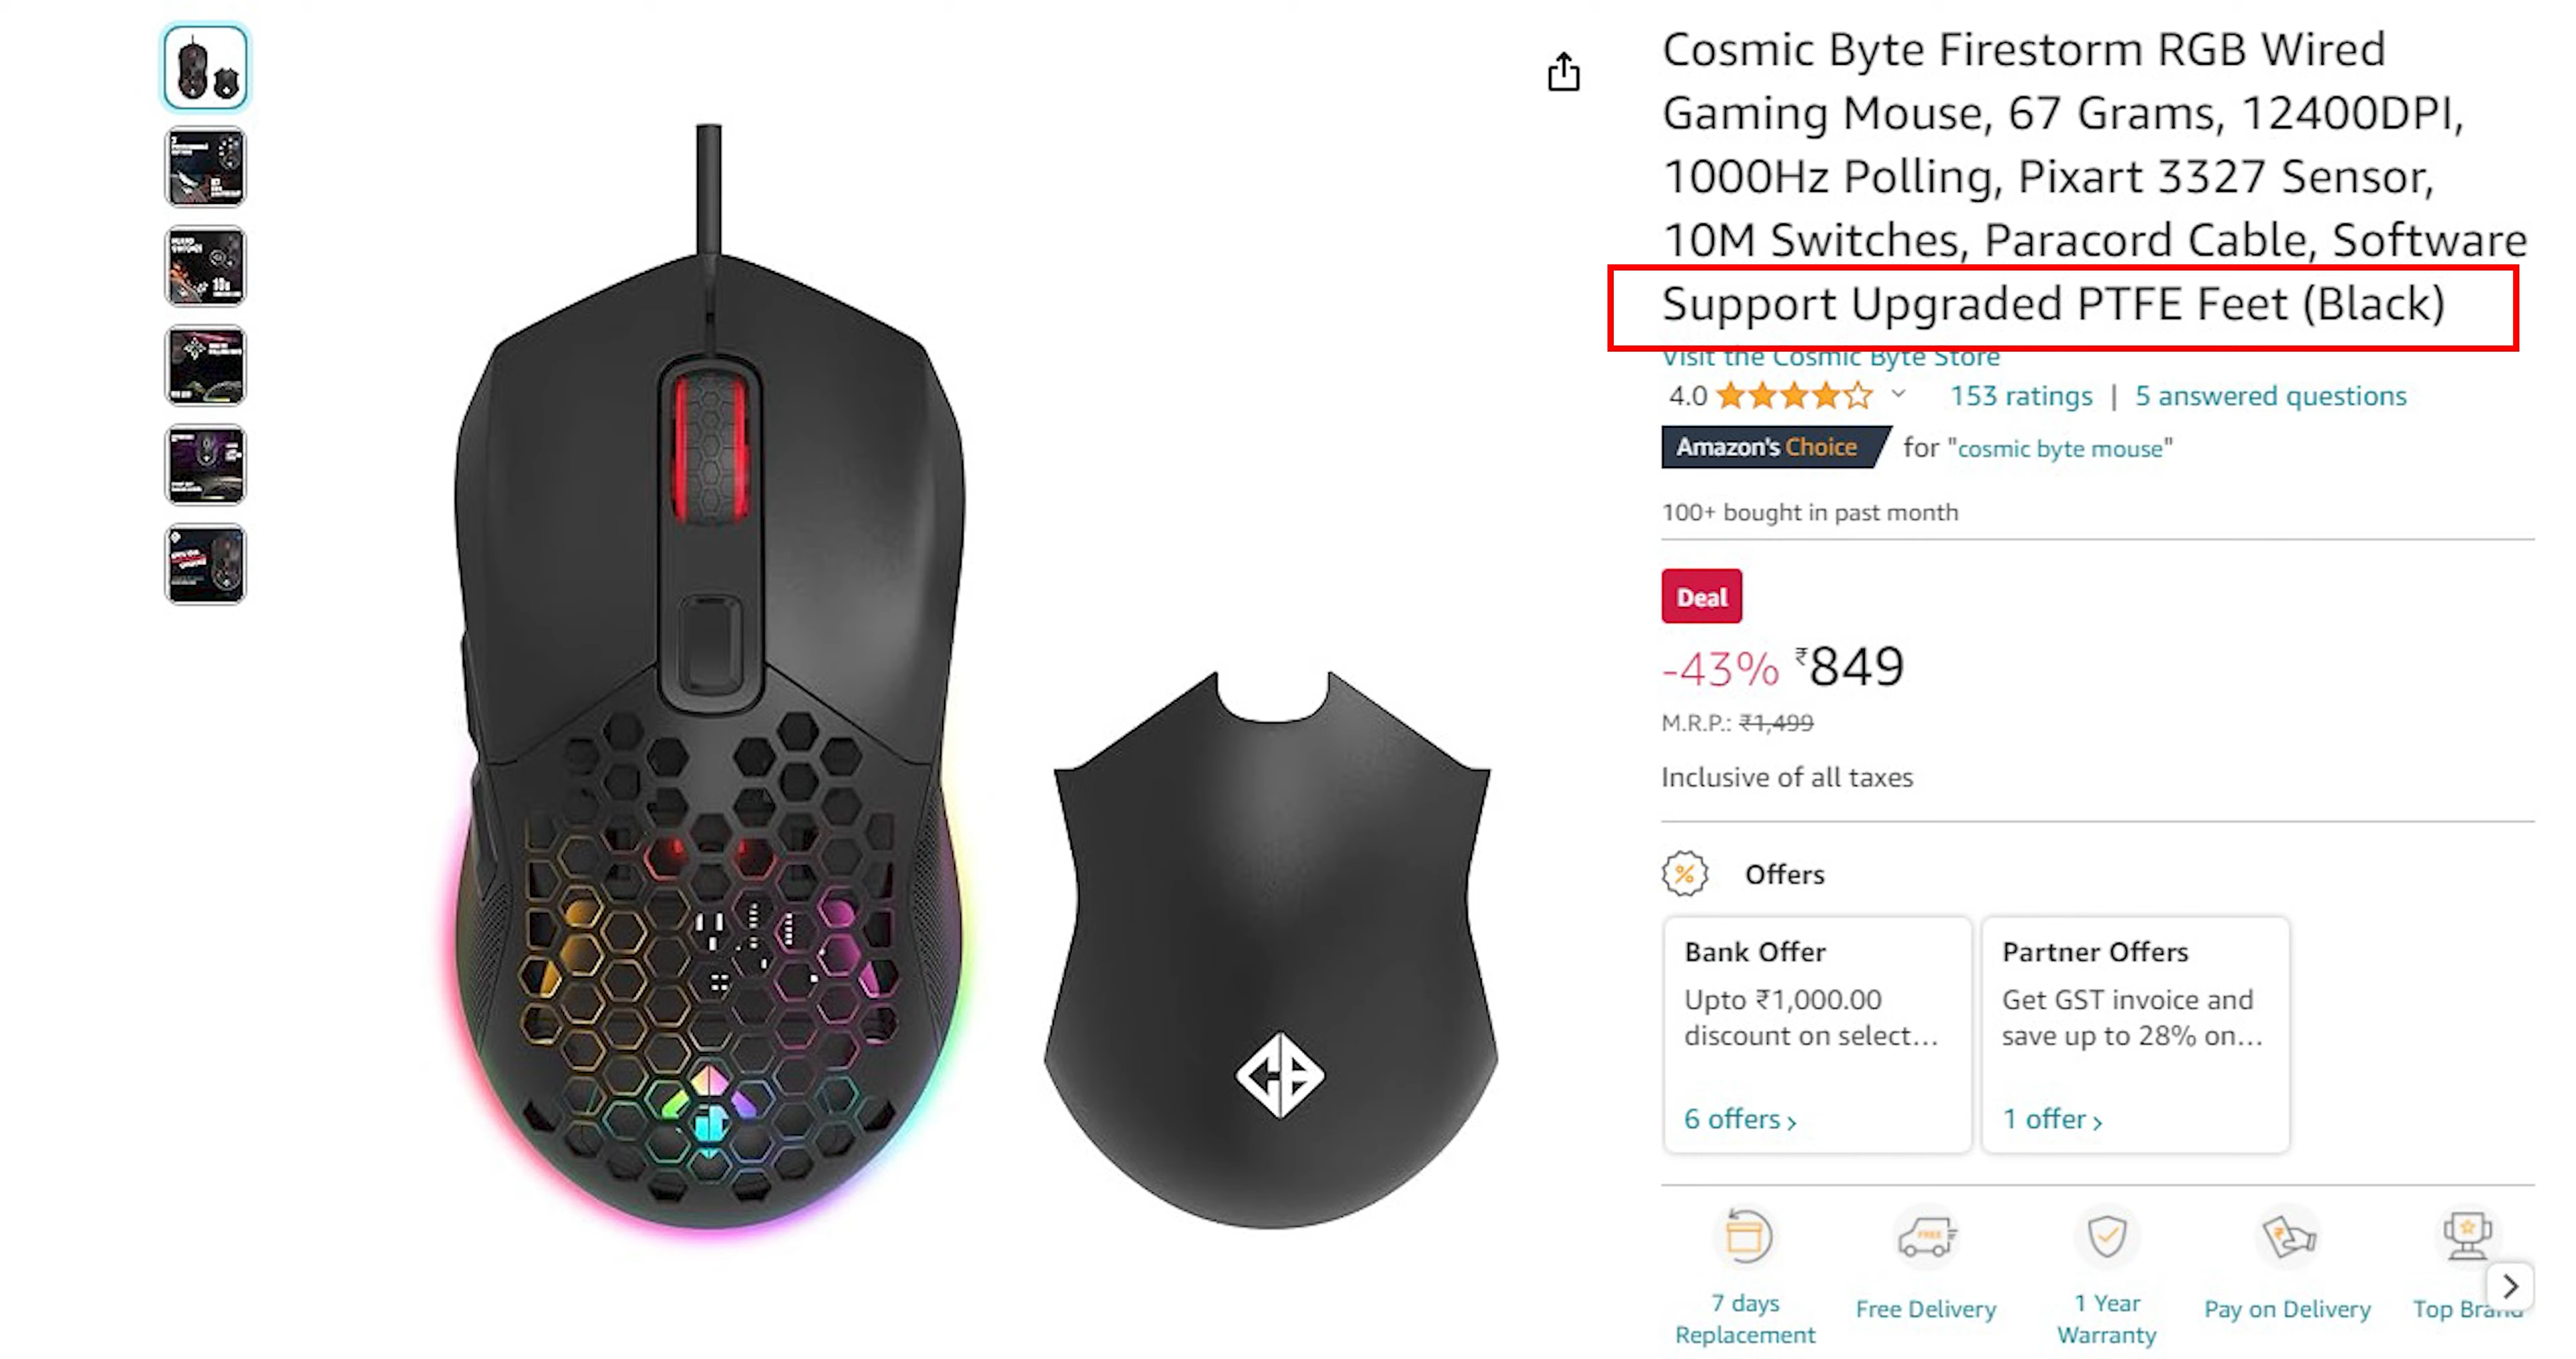 Cosmic Byte Firestorm RGB Wired
Gaming Mouse, 67 Grams, 12400DPI,
1000Hz Polling, Pixart 3327 Sensor,
10M Switches, Paracord Cable, Software
Support Upgraded PTFE Feet (Black)
Visit the Cosmic Byte Store
4.0 153 ratings | 5 answered questions
Amazon's Choice for "cosmic byte mouse"
100+ bought in past month
Deal
-43% ₹849
M.R.P.: ₹1,499
Inclusive of all taxes
% Offers
Bank Offer
Upto ₹1,000.00
discount on select...
6 offers ›
Partner Offers
Get GST invoice and
save up to 28% on...
1 offer ›
FREE
7 days
Replacement
Free Delivery
1 Year
Warranty
Pay on Delivery
Top Brand
CB